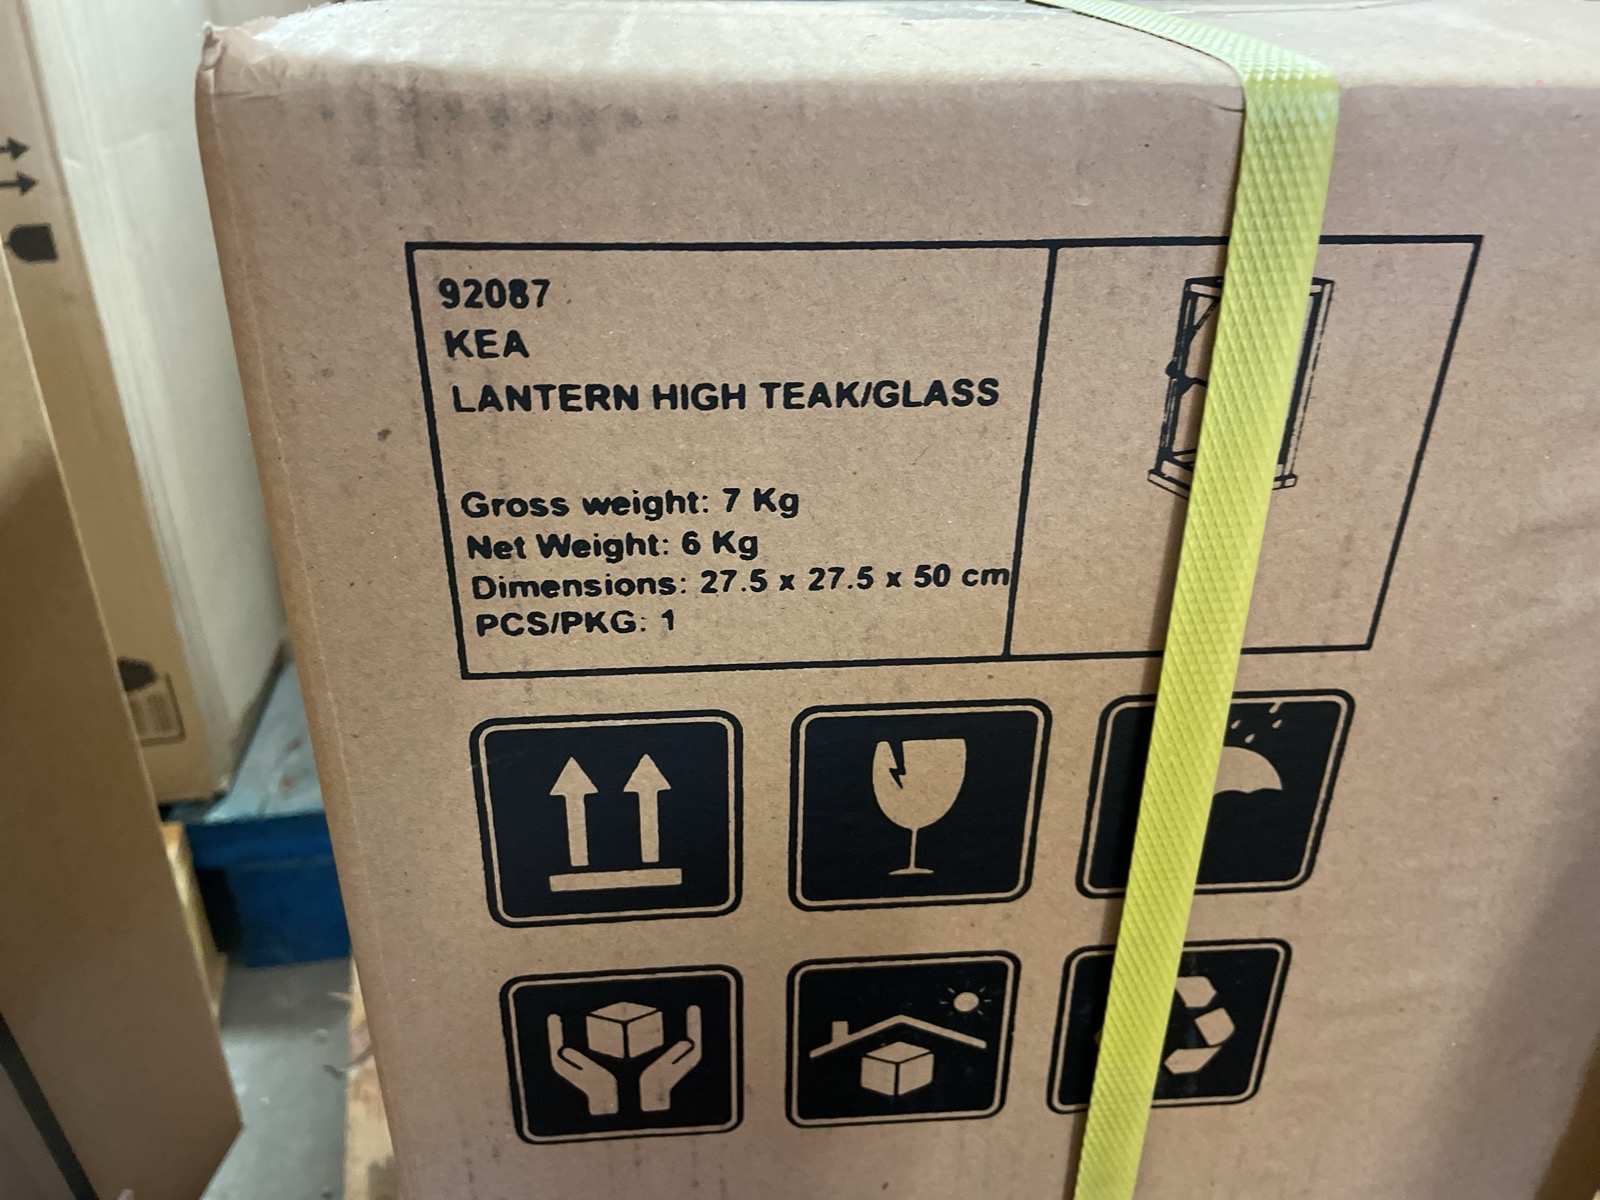 92087
KEA
LANTERN HIGH TEAK/GLASS
Gross weight: 7 Kg
Net Weight: 6 Kg
Dimensions: 27.5 x 27.5 x 50 cm
PCS/PKG: 1